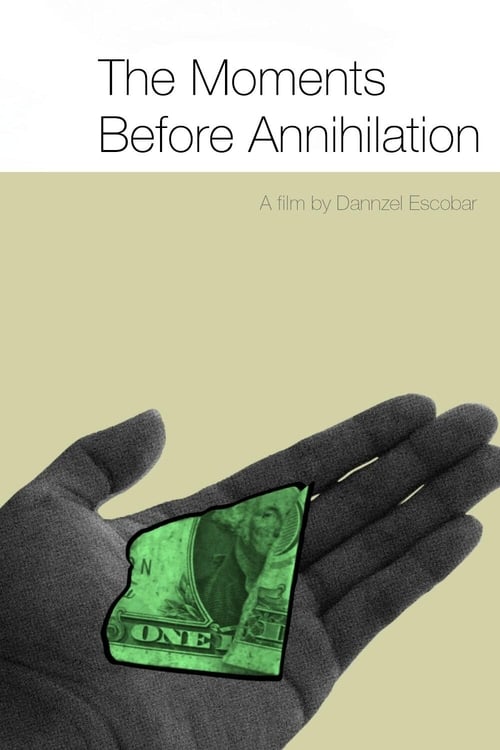 The Moments
Before Annihilation
A film by Dannzel Escobar
N
ONE